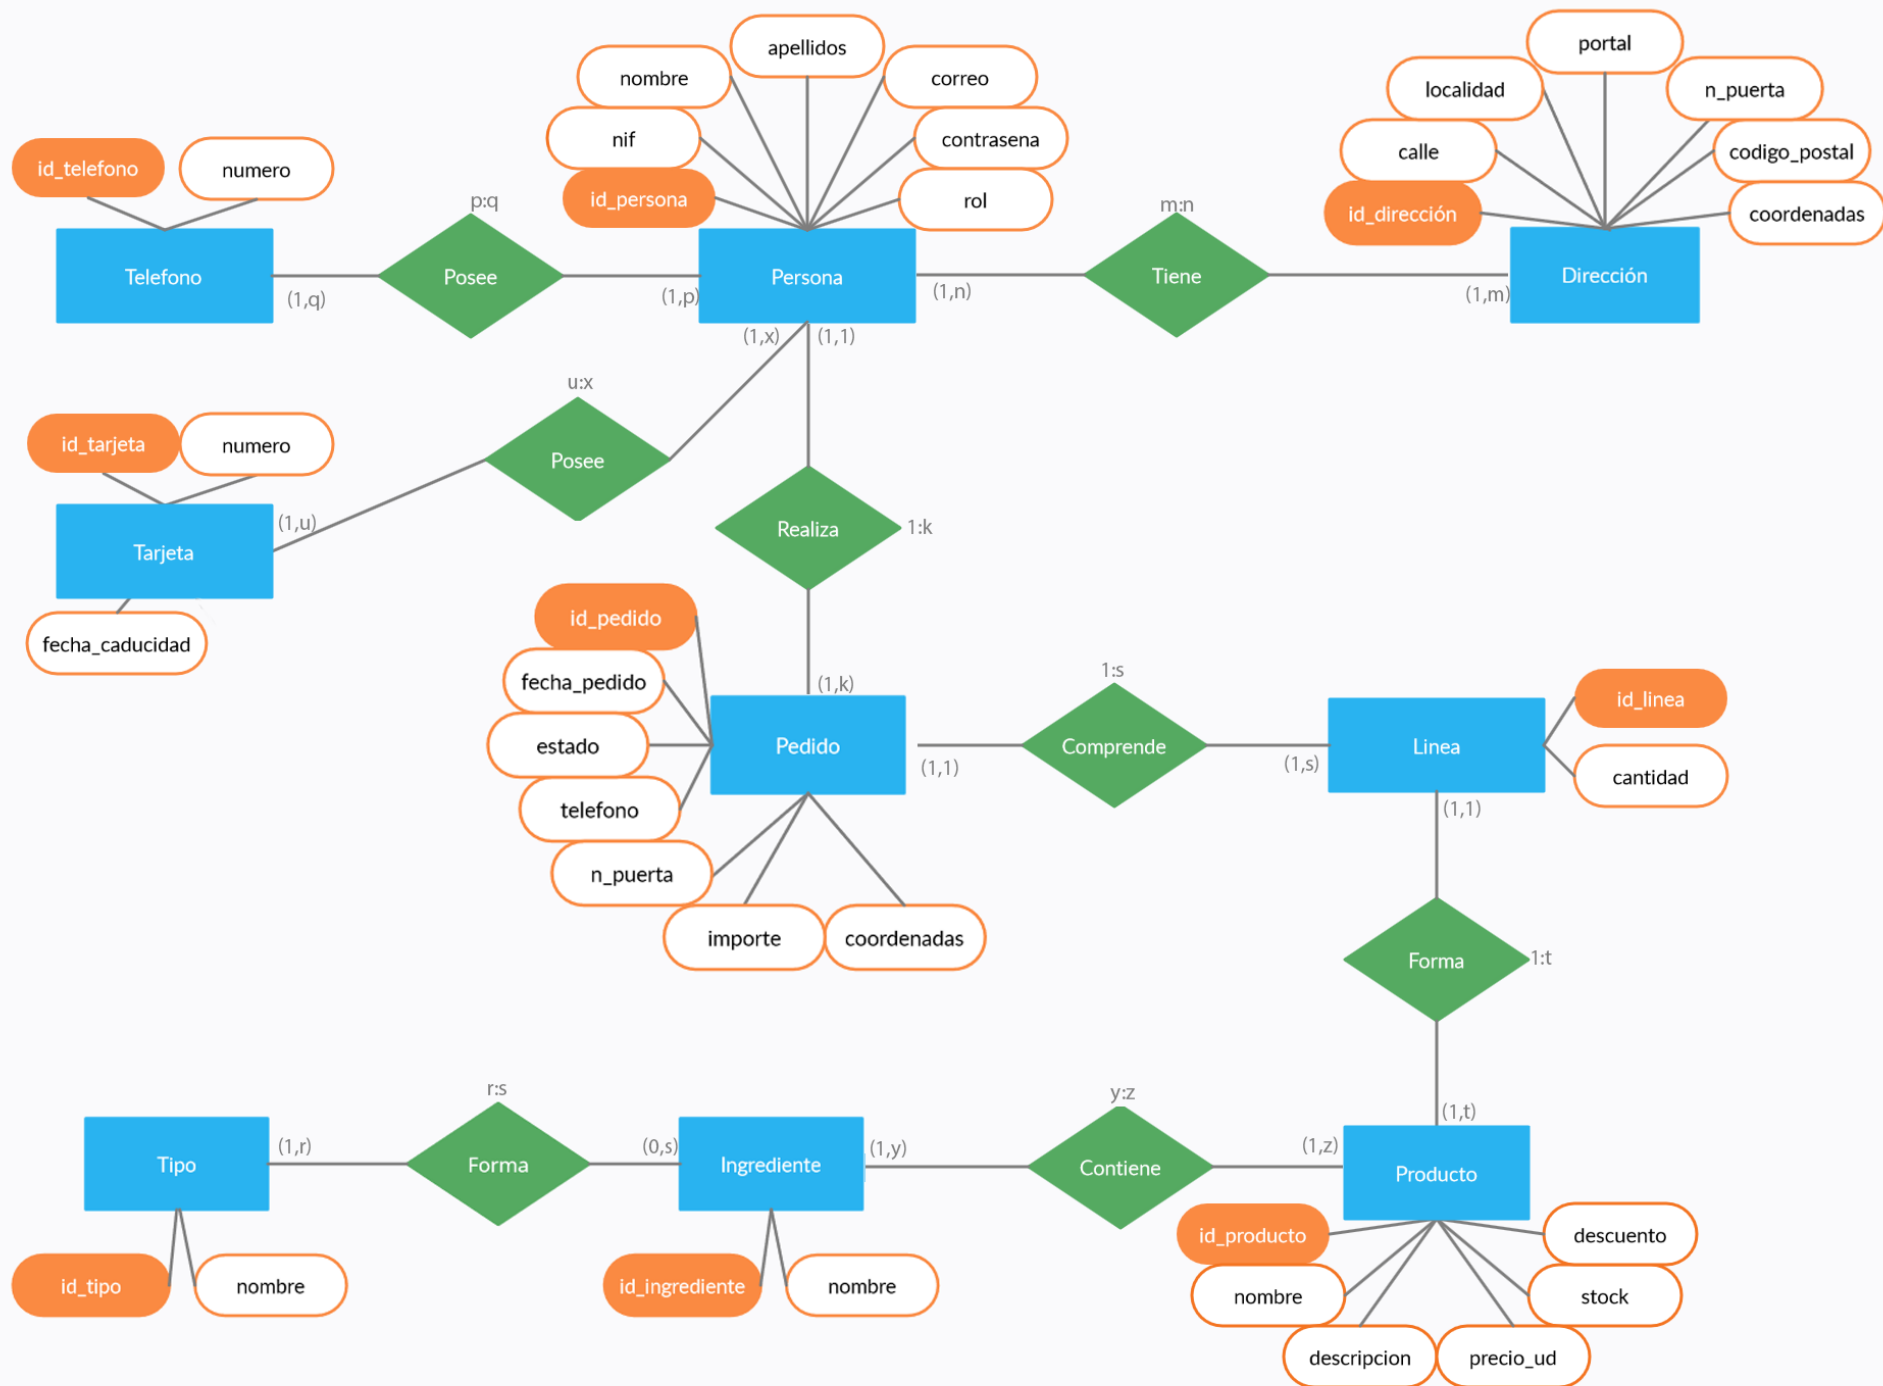 apellidos
portal
nombre
correo
localidad
n_puerta
nif
contrasena
calle
codigo_postal
id_telefono
numero
id_persona
rol
id_dirección
coordenadas
p:q
m:n
Telefono
Posee
Persona
Tiene
Dirección
(1,q)
(1,p)
(1,n)
(1,m)
(1,x)
(1,1)
u:x
id_tarjeta
numero
Posee
(1,u)
Tarjeta
Realiza
1:k
fecha_caducidad
id_pedido
fecha_pedido
(1,k)
1:s
id_linea
estado
Pedido
Comprende
Linea
(1,1)
(1,s)
cantidad
telefono
(1,1)
n_puerta
importe
coordenadas
Forma
1:t
r:s
y:z
(1,t)
Tipo
(1,r)
Forma
(0,s)
Ingrediente
(1,y)
Contiene
(1,z)
Producto
id_producto
descuento
id_tipo
nombre
id_ingrediente
nombre
nombre
stock
descripcion
precio_ud